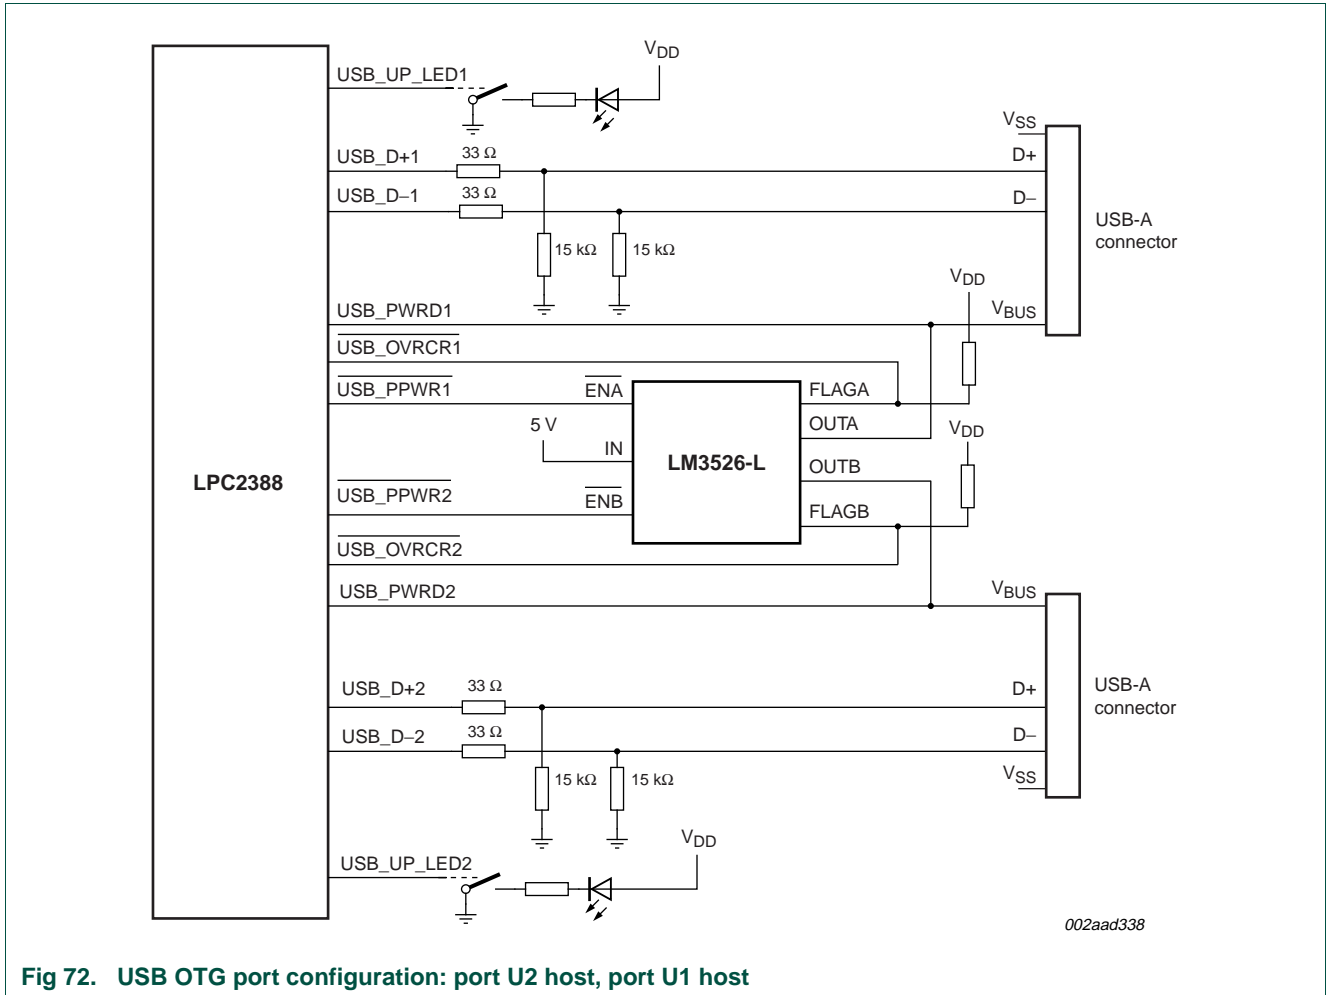 USB_UP_LED1
VDD
VSS
USB_D+1
33 Ω
D+
USB_D–1
33 Ω
D–
USB-A
connector
15 kΩ
15 kΩ
VDD
USB_PWRD1
VBUS
USB_OVRCR1
USB_PPWR1
ENA
FLAGA
5 V
OUTA
VDD
IN
LM3526-L
OUTB
LPC2388
USB_PPWR2
ENB
FLAGB
USB_OVRCR2
USB_PWRD2
VBUS
USB_D+2
33 Ω
D+
USB-A
connector
USB_D–2
33 Ω
D–
15 kΩ
15 kΩ
VSS
VDD
USB_UP_LED2
002aad338
Fig 72. USB OTG port configuration: port U2 host, port U1 host